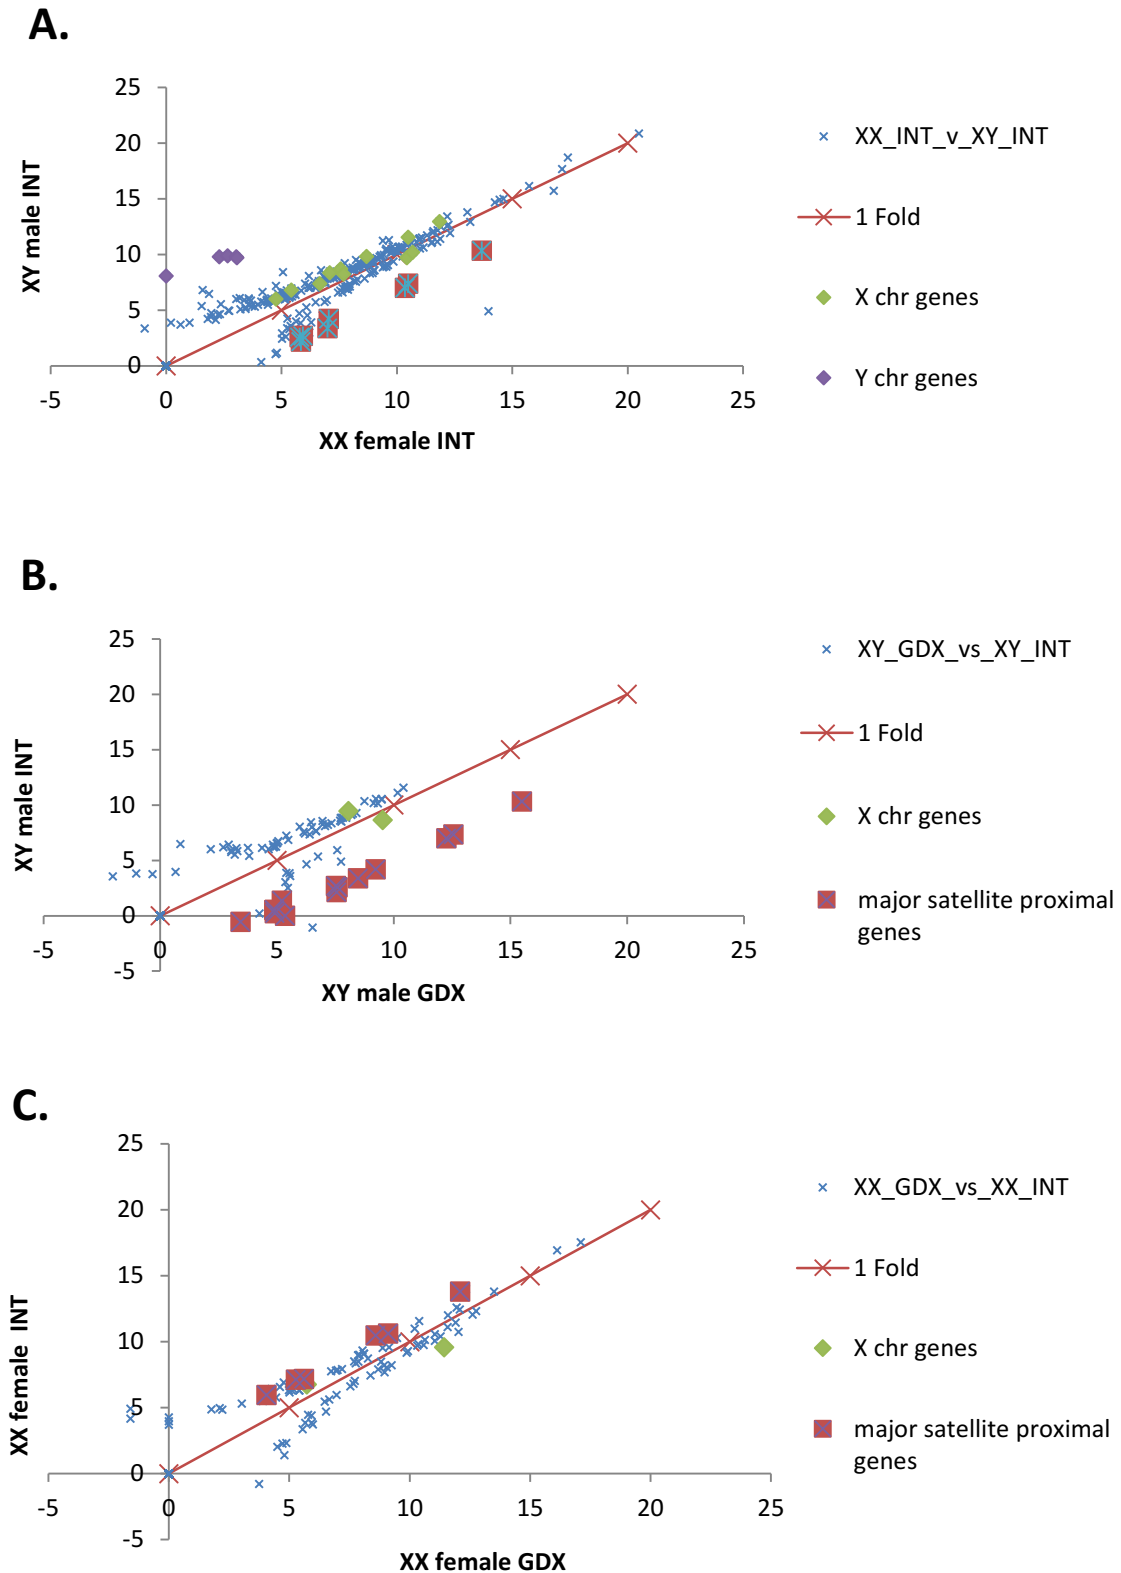 A.
25
20
15
10
5
0
-5
0
5
10
15
20
25
XY male INT
XX female INT
XX_INT_v_XY_INT
1 Fold
X chr genes
Y chr genes
B.
25
20
15
10
5
0
-5
-5
0
5
10
15
20
25
XY male INT
XY male GDX
XY_GDX_vs_XY_INT
1 Fold
X chr genes
major satellite proximal
genes
C.
25
20
15
10
5
0
-5
-5
0
5
10
15
20
25
XX female INT
XX female GDX
XX_GDX_vs_XX_INT
1 Fold
X chr genes
major satellite proximal
genes